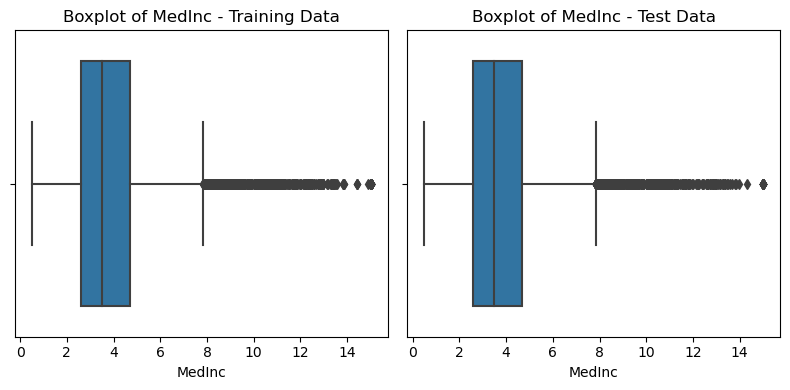 Boxplot of MedInc - Training Data
0 2 4 6 8 10 12 14
MedInc
Boxplot of MedInc - Test Data
0 2 4 6 8 10 12 14
MedInc